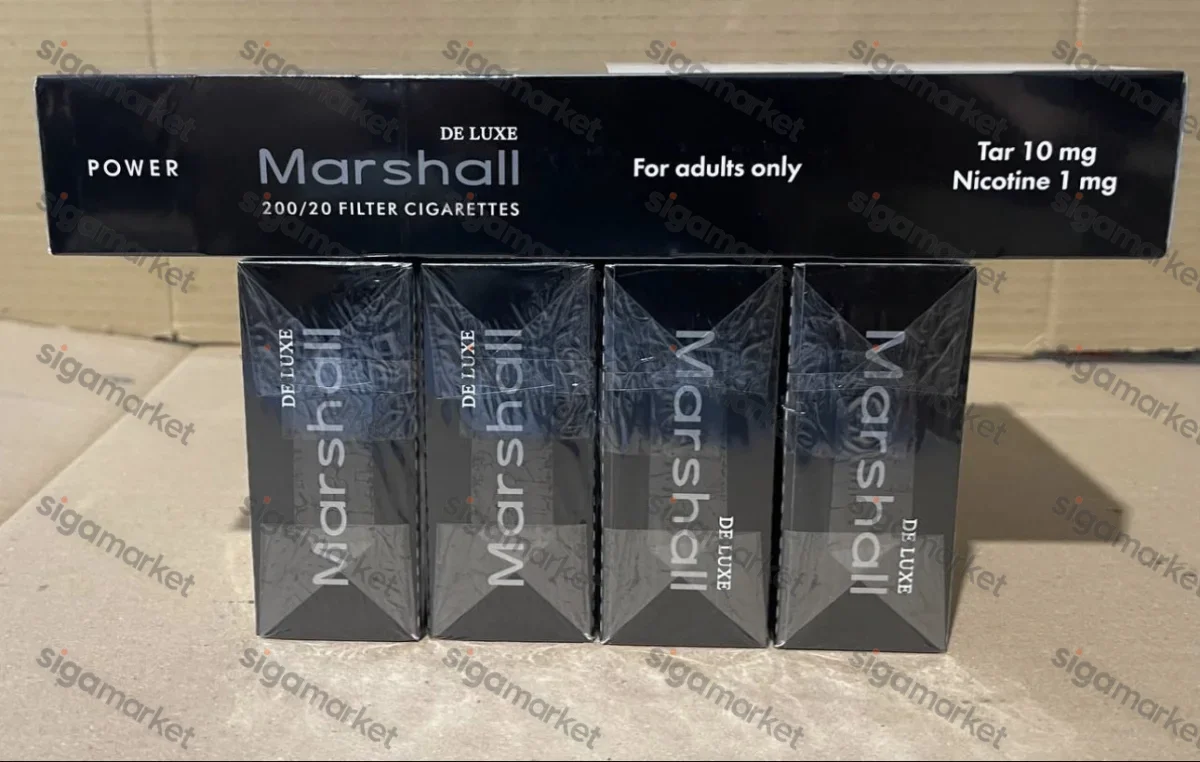 POWER
DE LUXE
Marshall
200/20 FILTER CIGARETTES
For adults only
Tar 10 mg
Nicotine 1 mg
DE LUXE
Marshall
DE LUXE
Marshall
Marshall
DE LUXE
Marshall
DE LUXE
sigamarket